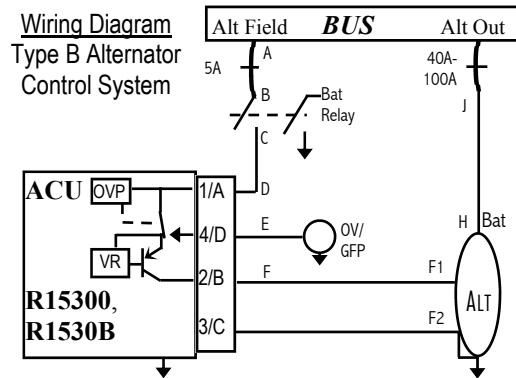 Wiring Diagram
Type B Alternator
Control System
Alt Field BUS Alt Out
A
5A
40A-
100A
B
Bat
Relay
J
C
ACU
OVP
1/A
D
H Bat
4/D
E
OV/
GFP
VR
2/B
F
F1
ALT
R15300,
R1530B
3/C
F2